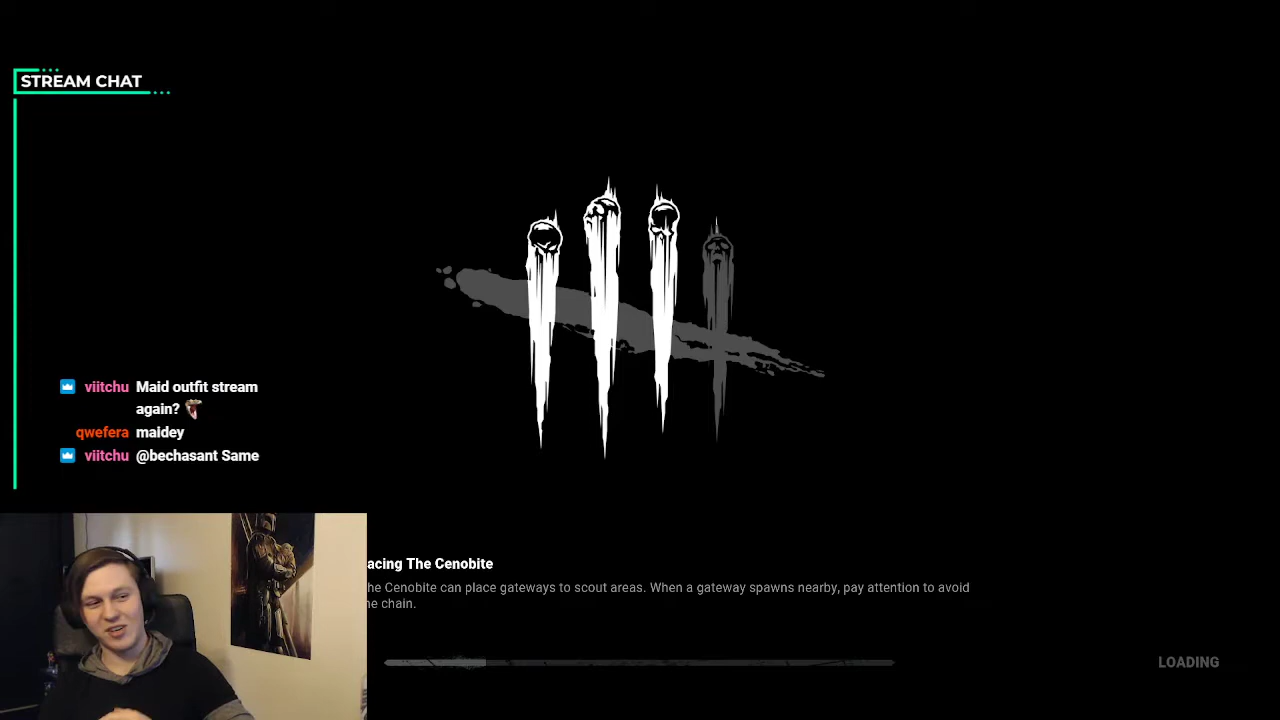 STREAM CHAT
viitchu Maid outfit stream
again?
qwefera maidey
viitchu @bechasant Same
acing The Cenobite
he Cenobite can place gateways to scout areas. When a gateway spawns nearby, pay attention to avoid
he chain.
LOADING